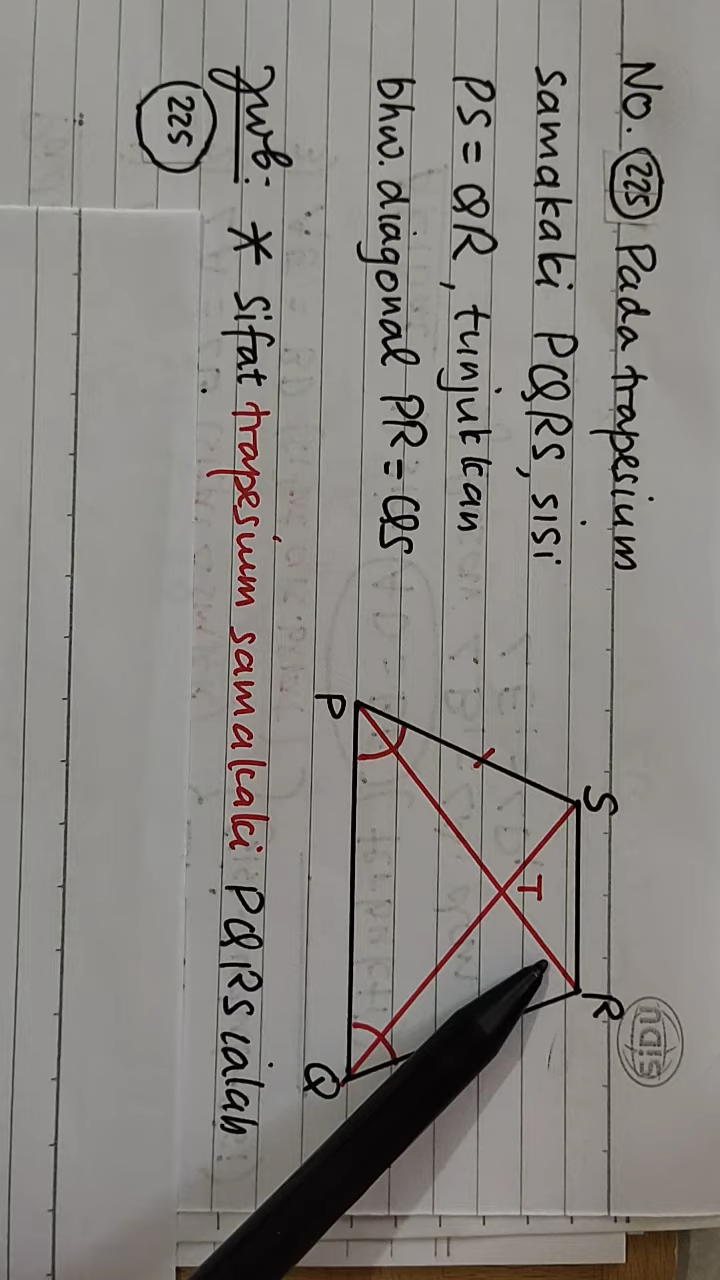 No. 225 Pada trapesium
samakaki PQRS, sisi
PS = QR, tunjukkan
bhw. diagonal PR = QS
S
R
T
P
Q
nais
Jwb: * Sifat trapesium samakaki PQRS ialah
225